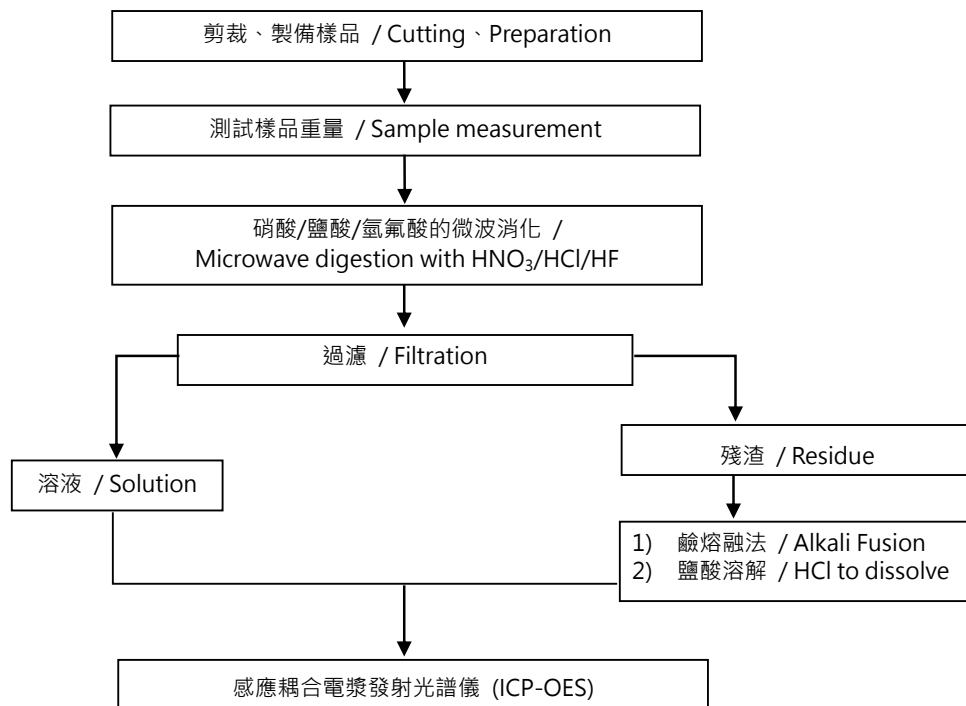 剪裁、製備樣品 / Cutting、Preparation
測試樣品重量 / Sample measurement
硝酸/鹽酸/氫氟酸的微波消化 /
Microwave digestion with HNO₃/HCl/HF
過濾 / Filtration
溶液 / Solution
殘渣 / Residue
1) 鹼熔融法 / Alkali Fusion
2) 鹽酸溶解 / HCl to dissolve
感應耦合電漿發射光譜儀 (ICP-OES)